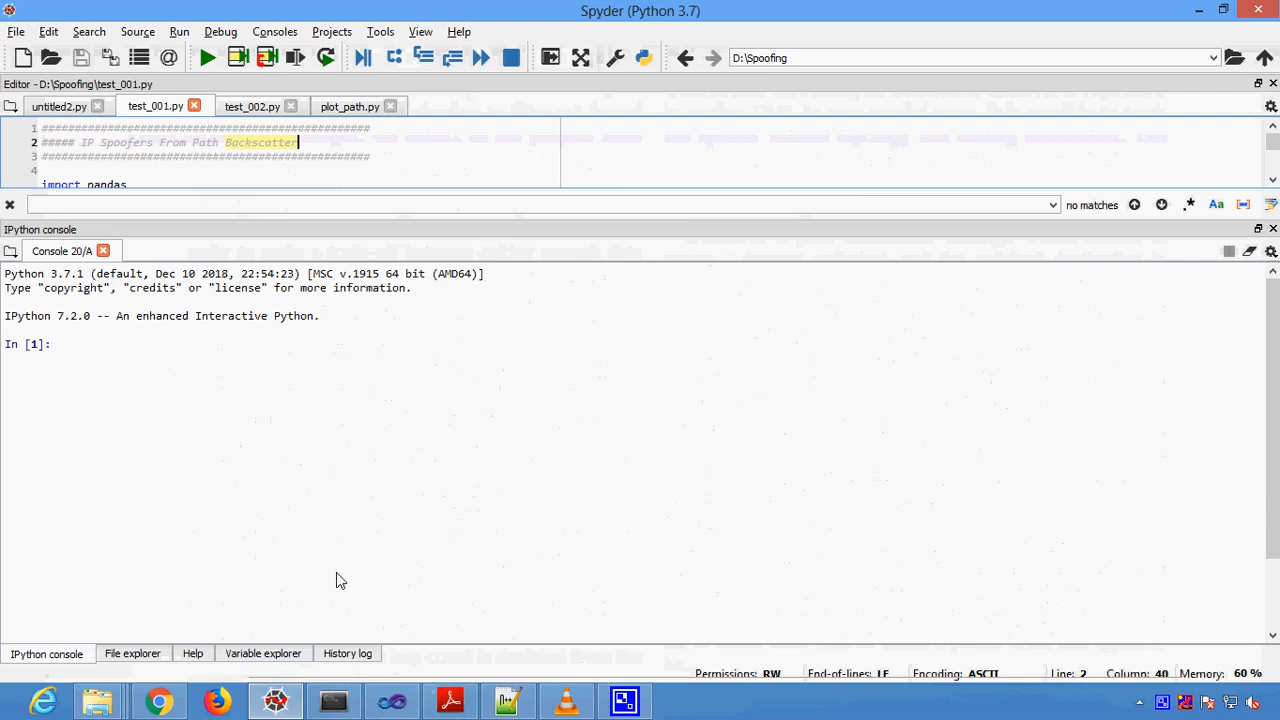 Spyder (Python 3.7)
File Edit Search Source Run Debug Consoles Projects Tools View Help
D:\Spoofing
Editor - D:\Spoofing\test_001.py
untitled2.py test_001.py test_002.py plot_path.py
1 ##################################################
2 ##### IP Spoofers From Path Backscatter
3 ##################################################
4
import pandas
no matches
Aa
IPython console
Console 20/A
Python 3.7.1 (default, Dec 10 2018, 22:54:23) [MSC v.1915 64 bit (AMD64)]
Type "copyright", "credits" or "license" for more information.
IPython 7.2.0 -- An enhanced Interactive Python.
In [1]:
IPython console File explorer Help Variable explorer History log
Permissions: RW End-of-lines: LF Encoding: ASCII Line: 2 Column: 40 Memory: 60 %